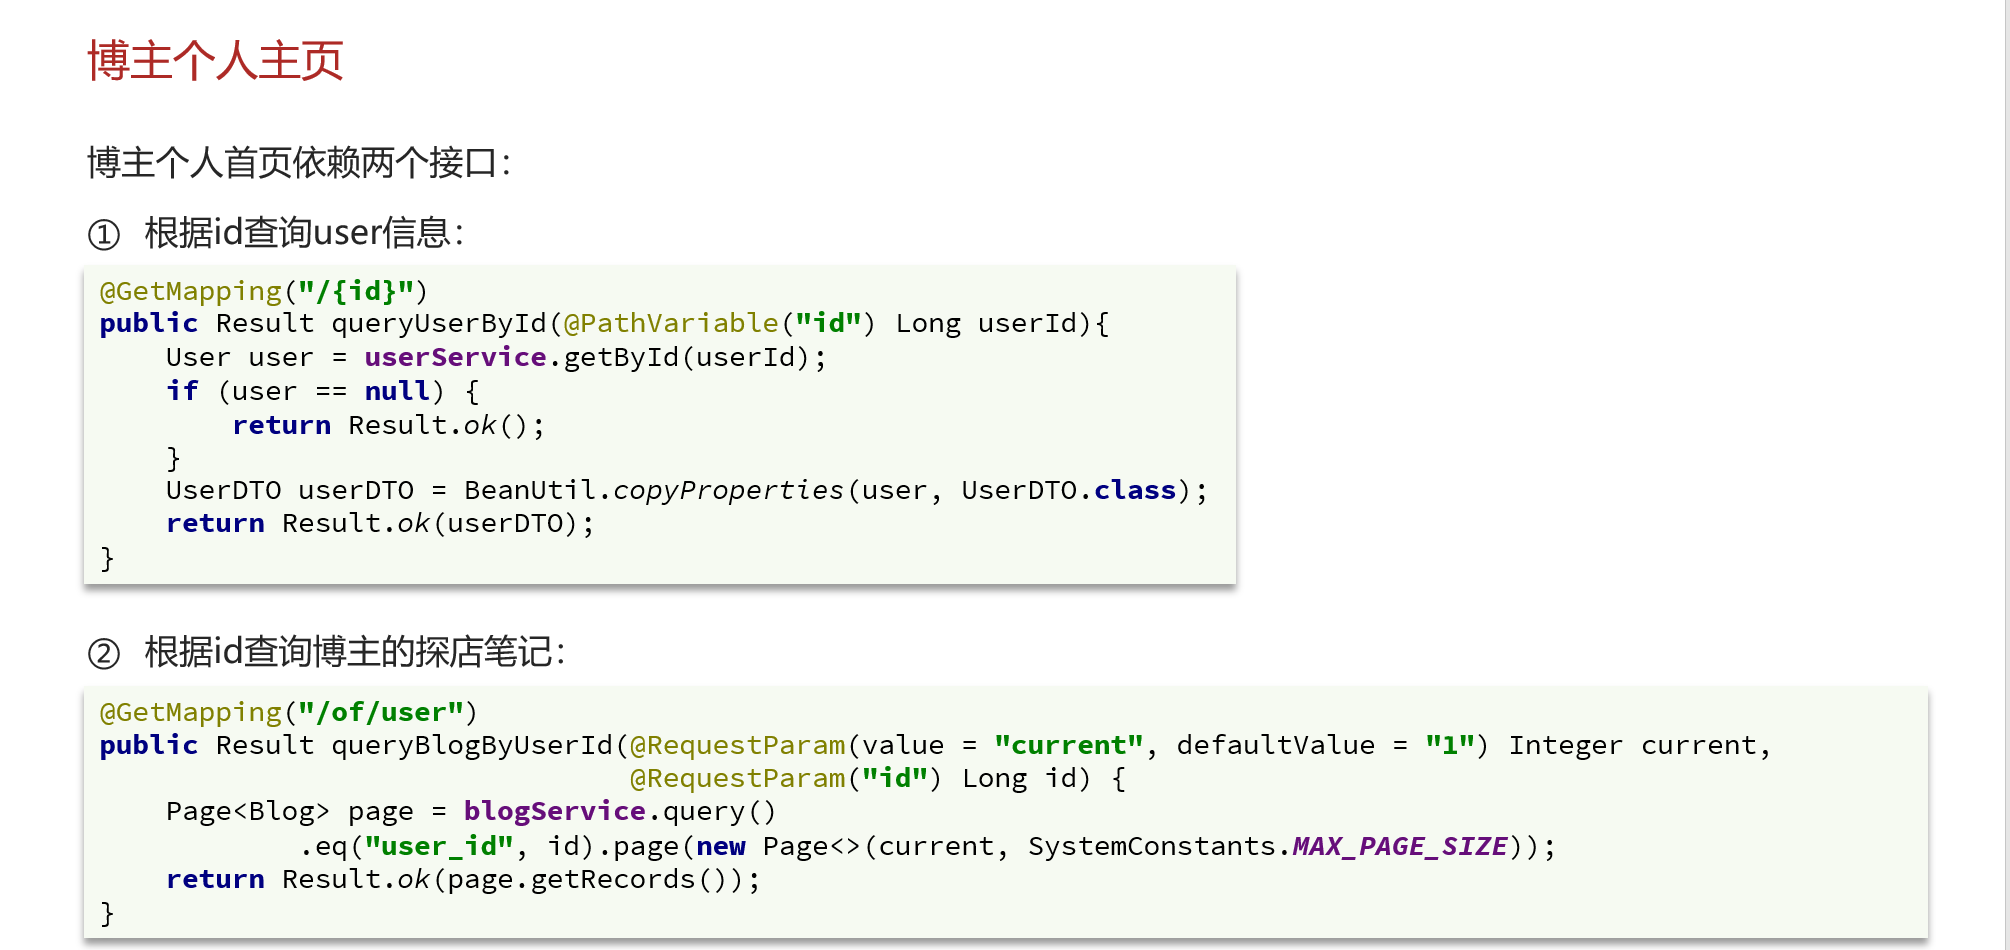 博主个人主页
博主个人首页依赖两个接口：
① 根据id查询user信息：
@GetMapping("/{id}")
public Result queryUserById(@PathVariable("id") Long userId){
    User user = userService.getById(userId);
    if (user == null) {
        return Result.ok();
    }
    UserDTO userDTO = BeanUtil.copyProperties(user, UserDTO.class);
    return Result.ok(userDTO);
}
② 根据id查询博主的探店笔记：
@GetMapping("/of/user")
public Result queryBlogByUserId(@RequestParam(value = "current", defaultValue = "1") Integer current,
                                @RequestParam("id") Long id) {
    Page<Blog> page = blogService.query()
            .eq("user_id", id).page(new Page<>(current, SystemConstants.MAX_PAGE_SIZE));
    return Result.ok(page.getRecords());
}